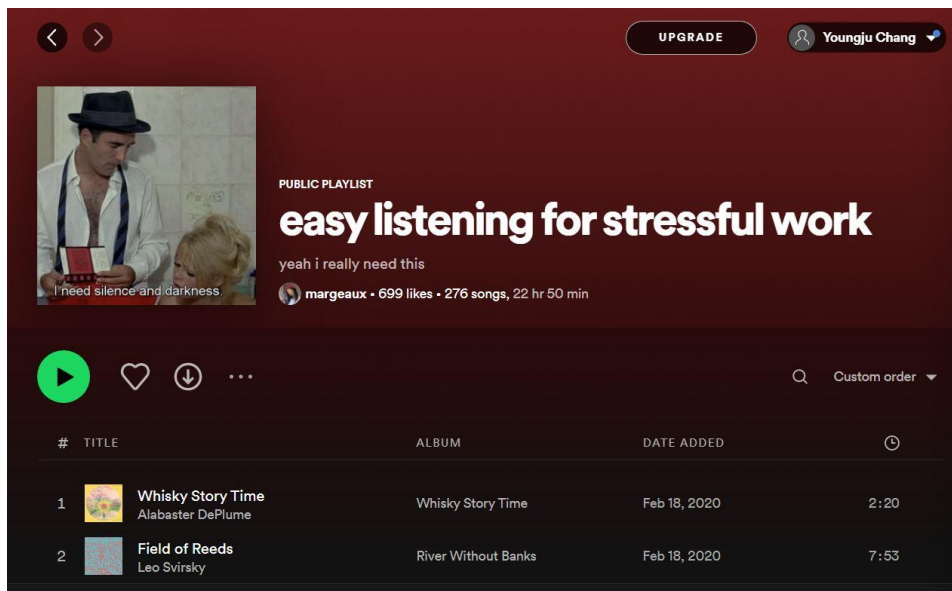 UPGRADE
Youngju Chang
I need silence and darkness.
PUBLIC PLAYLIST
easy listening for stressful work
yeah i really need this
margeaux • 699 likes • 276 songs, 22 hr 50 min
Custom order
# TITLE ALBUM DATE ADDED
1 Whisky Story Time Whisky Story Time Feb 18, 2020 2:20
Alabaster DePlume
2 Field of Reeds River Without Banks Feb 18, 2020 7:53
Leo Svirsky